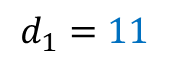 d₁ = 11